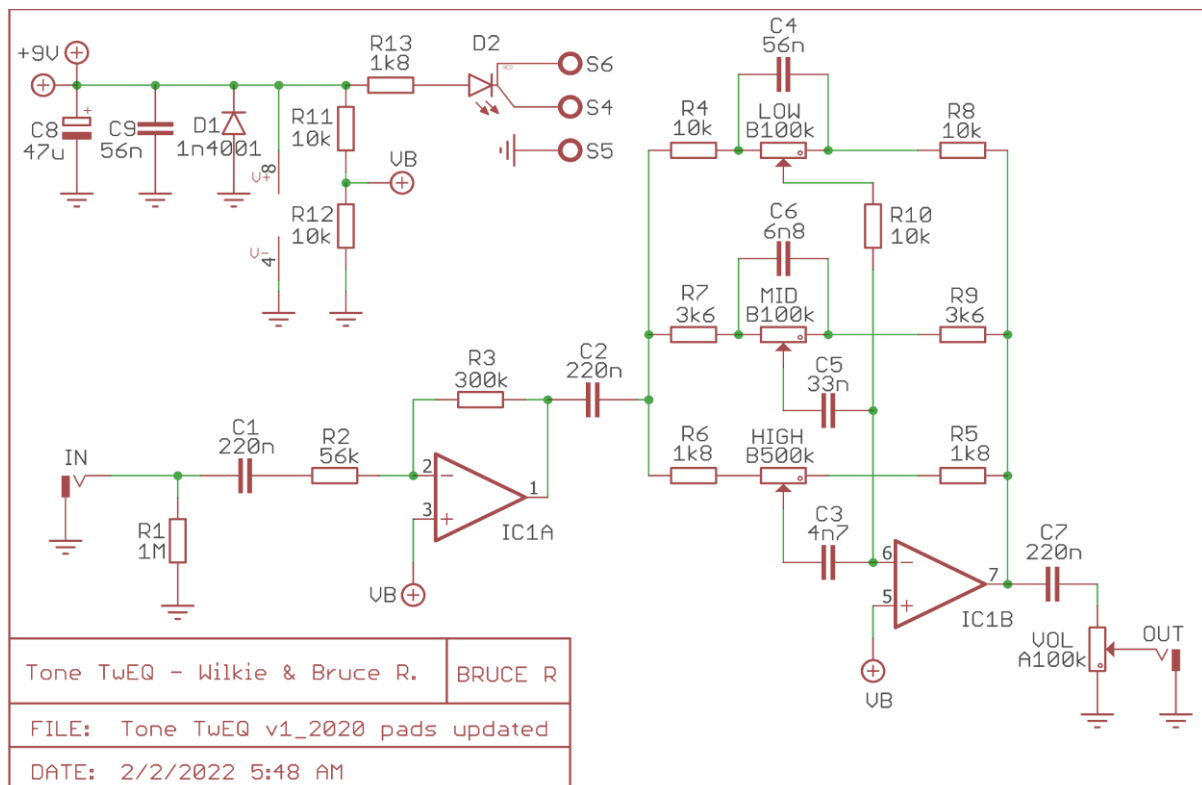 +9V
C8
47u
+
C9
56n
D1
1n4001
V+
8
V-
4
R11
10k
R12
10k
VB
R13
1k8
D2
RED
S6
S4
S5
C4
56n
R4
10k
LOW
B100k
R8
10k
C6
6n8
R10
10k
R7
3k6
MID
B100k
R9
3k6
C5
33n
R6
1k8
HIGH
B500k
R5
1k8
C3
4n7
R3
300k
C2
220n
IN
C1
220n
R2
56k
R1
1M
2
-
3
+
1
IC1A
VB
6
-
5
+
7
IC1B
VB
C7
220n
VOL
A100k
OUT
Tone TwEQ - Wilkie & Bruce R.
BRUCE R
FILE: Tone TwEQ v1_2020 pads updated
DATE: 2/2/2022 5:48 AM